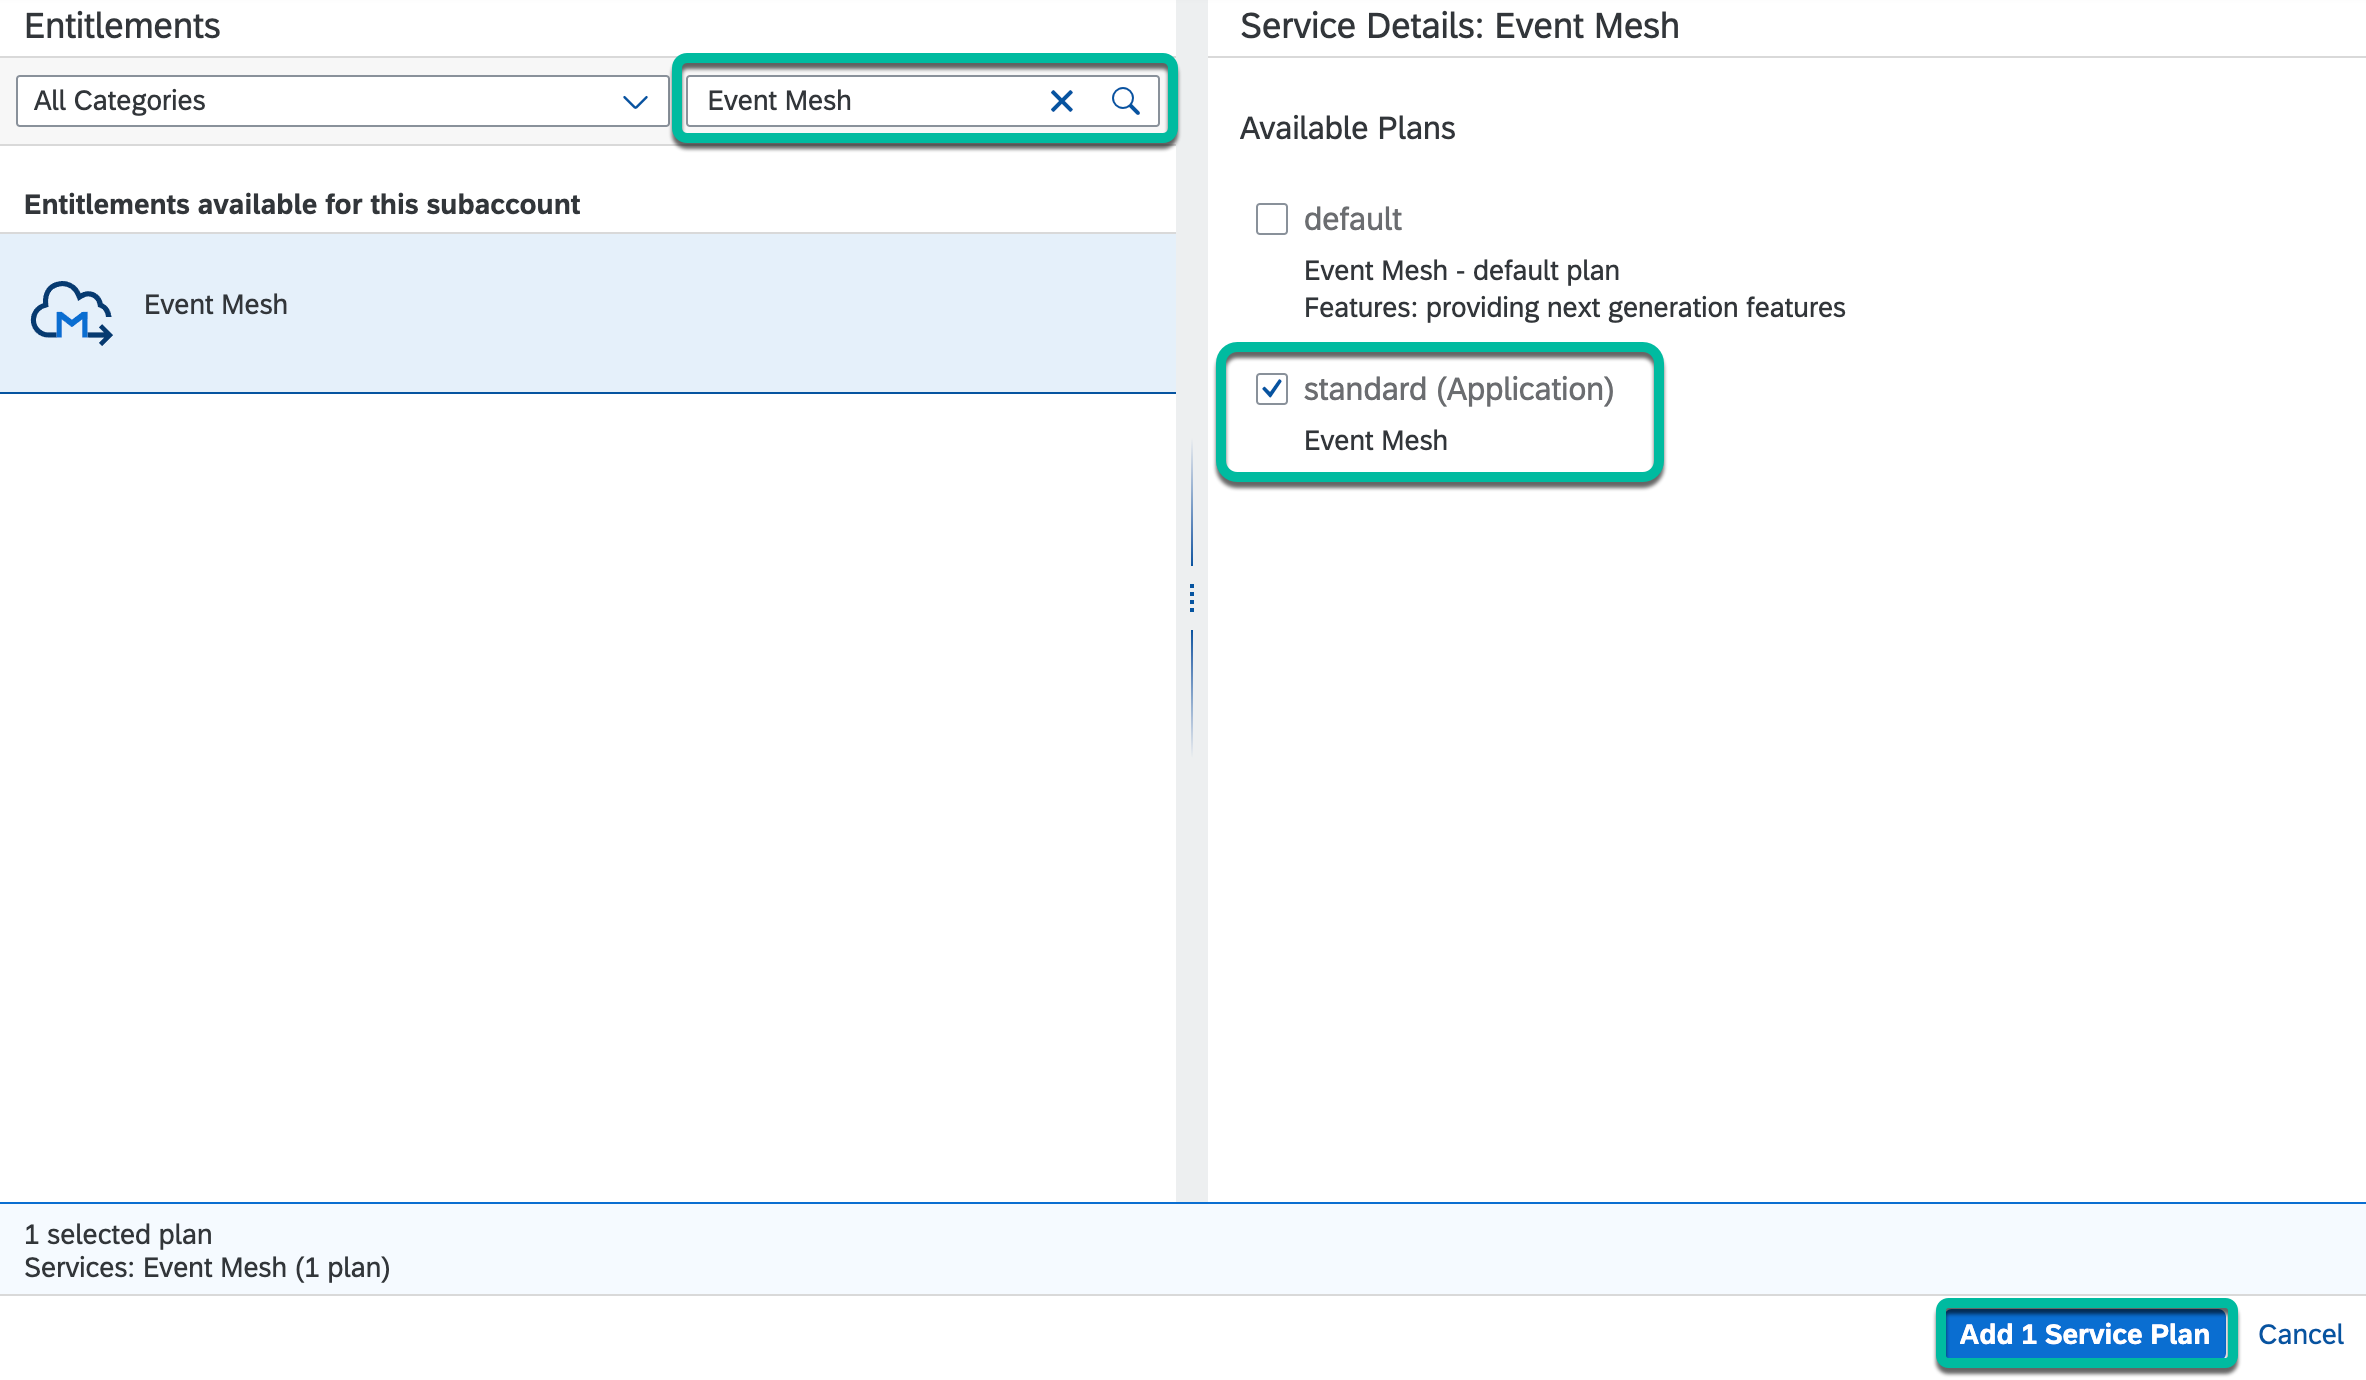 Entitlements
All Categories
Event Mesh
Entitlements available for this subaccount
Event Mesh
Service Details: Event Mesh
Available Plans
default
Event Mesh - default plan
Features: providing next generation features
standard (Application)
Event Mesh
1 selected plan
Services: Event Mesh (1 plan)
Add 1 Service Plan
Cancel